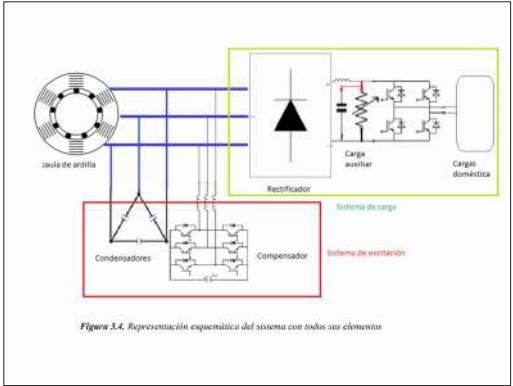 Jaula de ardilla
Rectificador
Carga
auxiliar
Cargas
doméstica
Sistema de carga
Condensadores
Compensador
Sistema de excitación
Figura 3.4. Representación esquemática del sistema con todos sus elementos